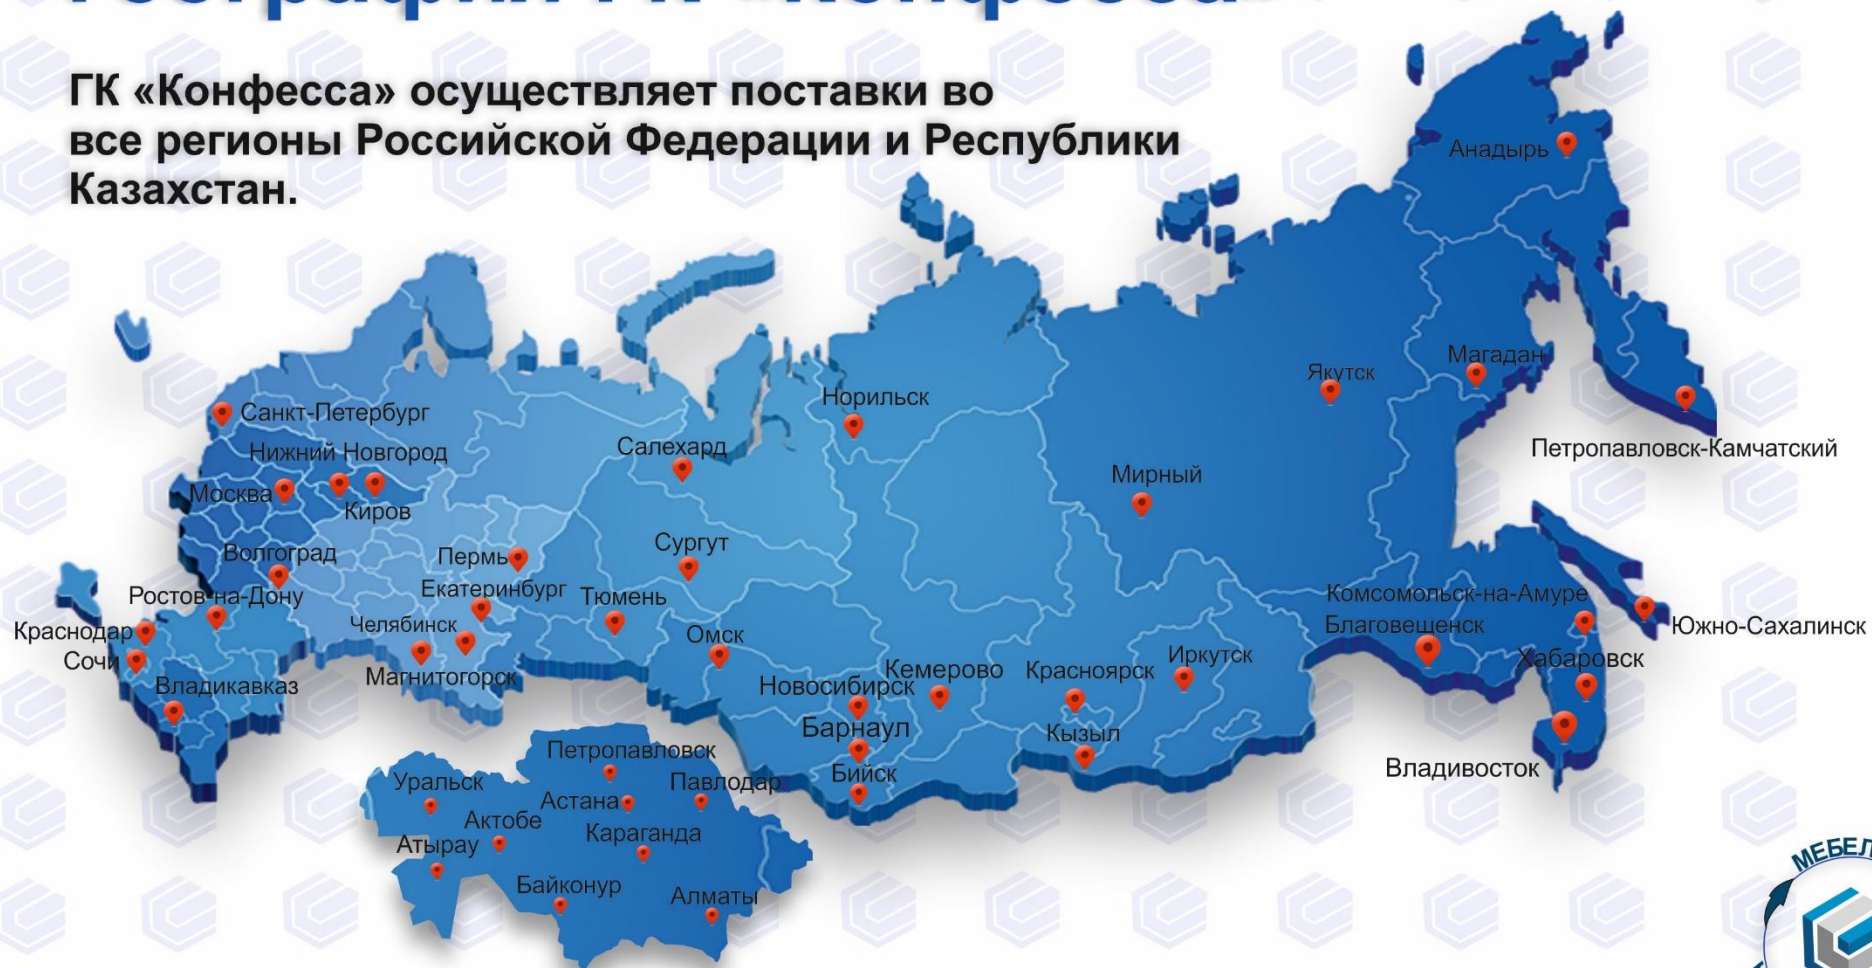 География ГК «Конфесса»
ГК «Конфесса» осуществляет поставки во
все регионы Российской Федерации и Республики
Казахстан.
Анадырь
Магадан
Якутск
Норильск
Санкт-Петербург
Салехард
Петропавловск-Камчатский
Нижний Новгород
Мирный
Москва
Киров
Сургут
Волгоград
Пермь
Екатеринбург
Тюмень
Комсомольск-на-Амуре
Ростов-на-Дону
Челябинск
Благовещенск
Южно-Сахалинск
Краснодар
Омск
Сочи
Иркутск
Хабаровск
Кемерово
Красноярск
Магнитогорск
Владикавказ
Новосибирск
Барнаул
Кызыл
Петропавловск
Бийск
Владивосток
Уральск
Павлодар
Астана
Актобе
Караганда
Атырау
Байконур
Алматы